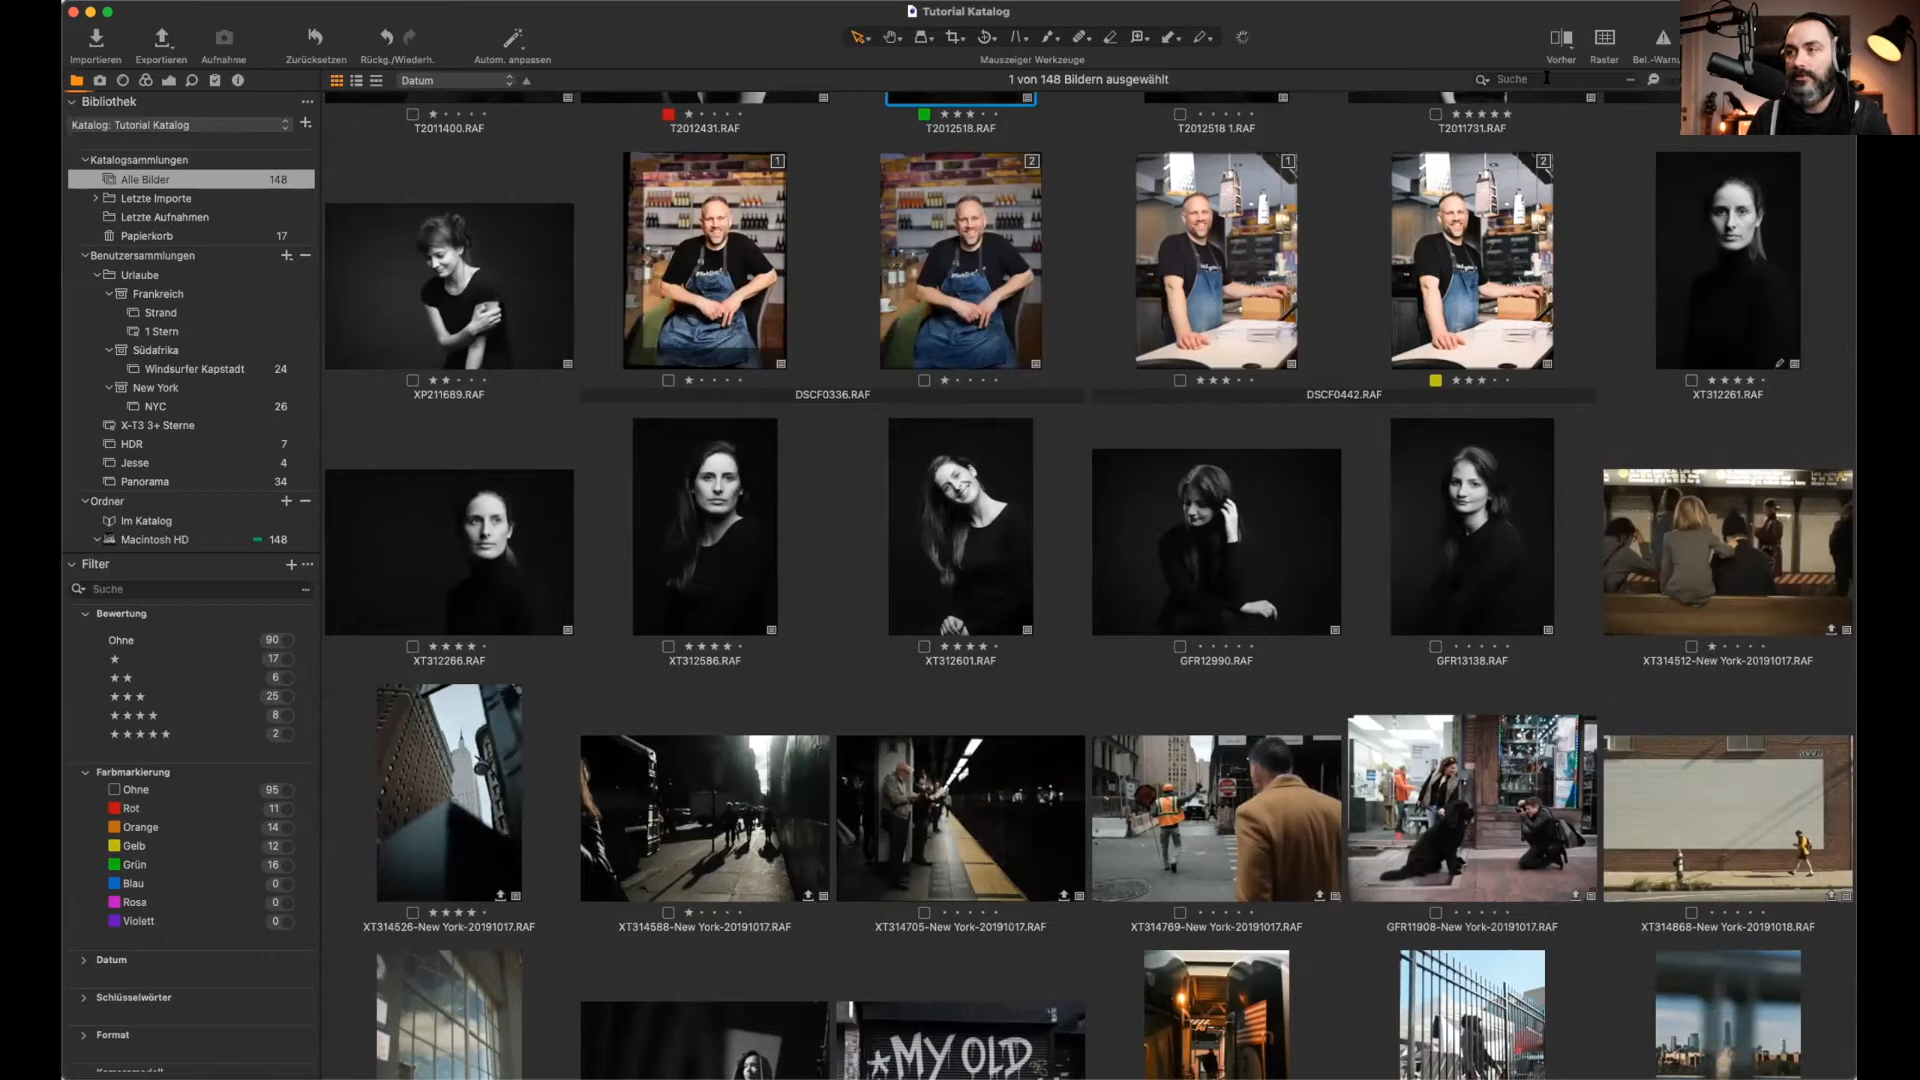 Tutorial Katalog
Importieren
Exportieren
Aufnahme
Zurücksetzen
Rückg./Wiederh.
Autom. anpassen
Mauszeiger Werkzeuge
Vorher
Raster
Bel.-Warnu
Datum
1 von 148 Bildern ausgewählt
Suche
Bibliothek
Katalog: Tutorial Katalog
Katalogsammlungen
Alle Bilder 148
Letzte Importe
Letzte Aufnahmen
Papierkorb 17
Benutzersammlungen
Urlaube
Frankreich
Strand
1 Stern
Südafrika
Windsurfer Kapstadt 24
New York
NYC 26
X-T3 3+ Sterne
HDR 7
Jesse 4
Panorama 34
Ordner
Im Katalog
Macintosh HD 148
Filter
Suche
Bewertung
Ohne 90
17
6
25
8
2
Farbmarkierung
Ohne 95
Rot 11
Orange 14
Gelb 12
Grün 16
Blau 0
Rosa 0
Violett 0
Datum
Schlüsselwörter
Format
T2011400.RAF
T2012431.RAF
T2012518.RAF
T2012518 1.RAF
T2011731.RAF
1
2
1
2
XP211689.RAF
DSCF0336.RAF
DSCF0442.RAF
XT312261.RAF
XT312266.RAF
XT312586.RAF
XT312601.RAF
GFR12990.RAF
GFR13138.RAF
XT314512-New York-20191017.RAF
XT314526-New York-20191017.RAF
XT314588-New York-20191017.RAF
XT314705-New York-20191017.RAF
XT314769-New York-20191017.RAF
GFR11908-New York-20191017.RAF
XT314868-New York-20191018.RAF
MY OLD